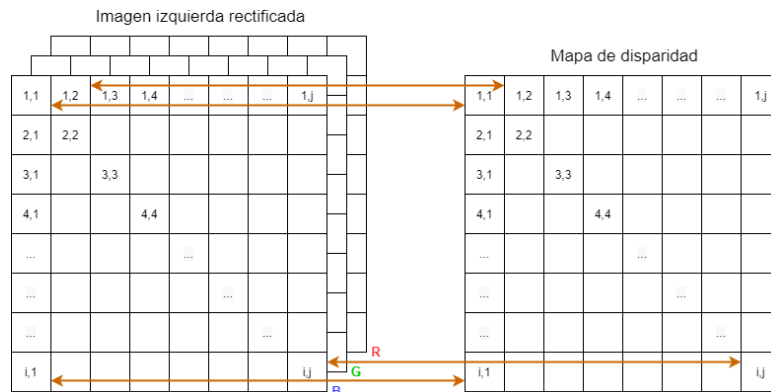 Imagen izquierda rectificada
Mapa de disparidad
1,1 1,2 1,3 1,4 ... ... ... 1,j
2,1 2,2
3,1 3,3
4,1 4,4
... ...
... ...
... ...
i,1 i,j
R
G
B
1,1 1,2 1,3 1,4 ... ... ... 1,j
2,1 2,2
3,1 3,3
4,1 4,4
... ...
... ...
... ...
i,1 i,j